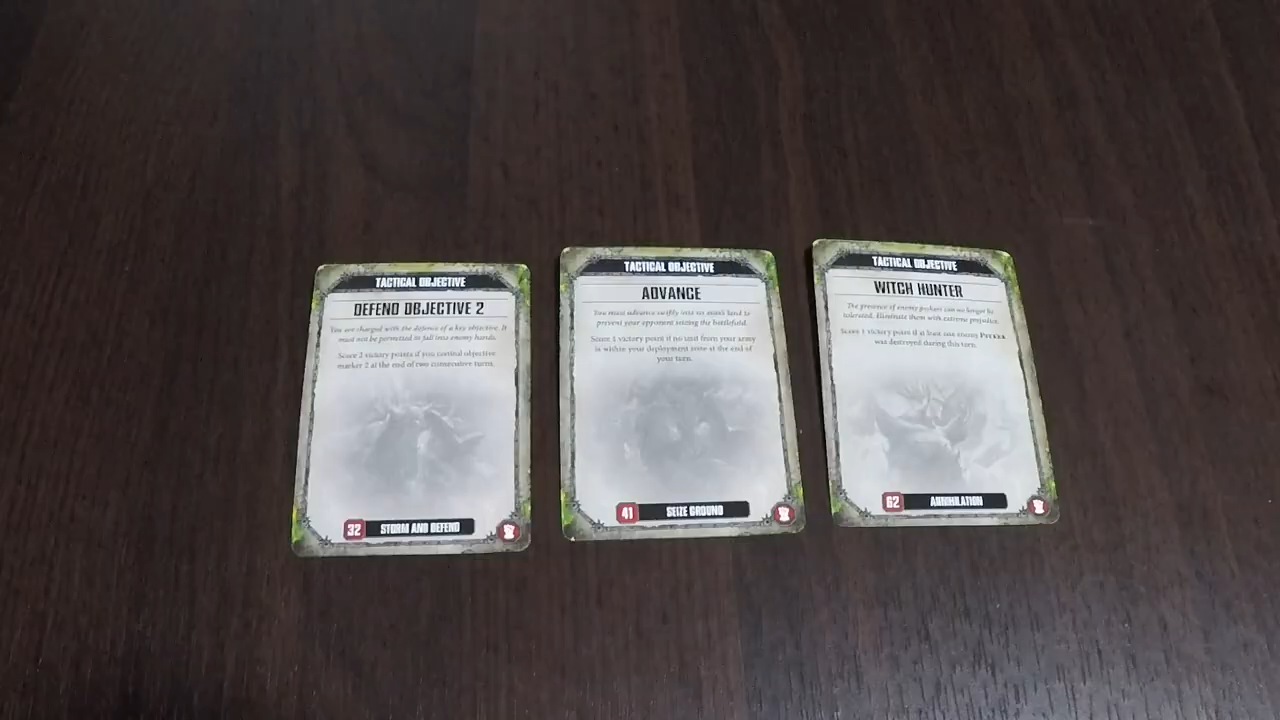 TACTICAL OBJECTIVE
DEFEND OBJECTIVE 2
You are charged with the defence of a key objective. It
must not be permitted to fall into enemy hands.
Score 2 victory points if you control objective
marker 2 at the end of two consecutive turns.
32 STORM AND DEFEND
TACTICAL OBJECTIVE
ADVANCE
You must advance swiftly into no man's land to
prevent your opponent seizing the battlefield.
Score 1 victory point if no unit from your army
is within your deployment zone at the end of
your turn.
41 SEIZE GROUND
TACTICAL OBJECTIVE
WITCH HUNTER
The presence of enemy psykers can no longer be
tolerated. Eliminate them with extreme prejudice.
Score 1 victory point if at least one enemy PSYKER
was destroyed during this turn.
62 ANNIHILATION